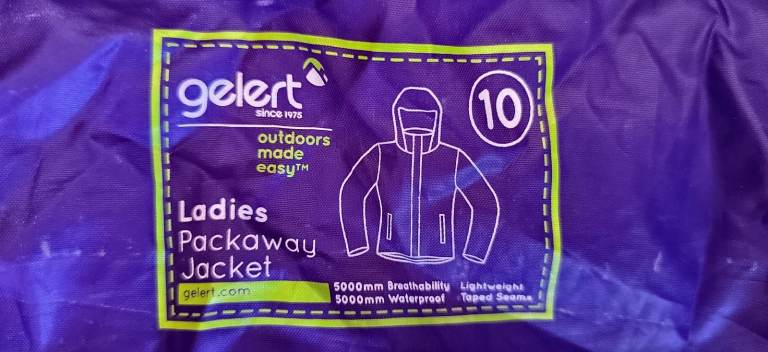 gelert
since 1975
outdoors
made
easy™
10
Ladies
Packaway
Jacket
gelert.com
5000mm Breathability Lightweight
5000mm Waterproof Taped Seams